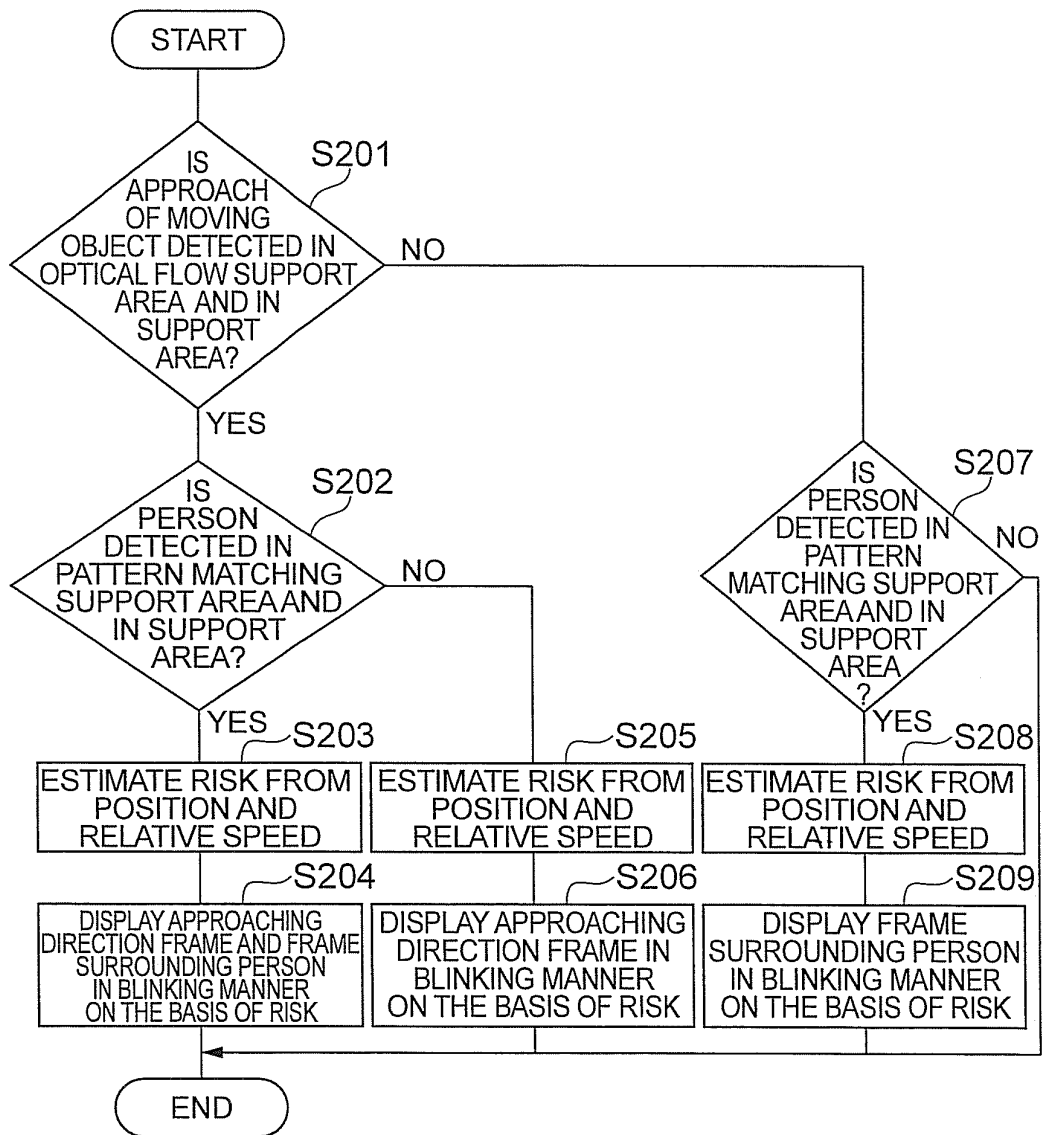 START
S201
IS
APPROACH
OF MOVING
OBJECT DETECTED IN
OPTICAL FLOW SUPPORT
AREA AND IN
SUPPORT
AREA?
NO
YES
S202
IS
PERSON
DETECTED IN
PATTERN MATCHING
SUPPORT AREA AND
IN SUPPORT
AREA?
NO
YES
S207
IS
PERSON
DETECTED IN
PATTERN
MATCHING SUPPORT
AREA AND IN
SUPPORT
AREA
?
NO
YES
S203
ESTIMATE RISK FROM
POSITION AND
RELATIVE SPEED
S205
ESTIMATE RISK FROM
POSITION AND
RELATIVE SPEED
S208
ESTIMATE RISK FROM
POSITION AND
RELATIVE SPEED
S204
DISPLAY APPROACHING
DIRECTION FRAME AND FRAME
SURROUNDING PERSON
IN BLINKING MANNER
ON THE BASIS OF RISK
S206
DISPLAY APPROACHING
DIRECTION FRAME IN
BLINKING MANNER
ON THE BASIS OF RISK
S209
DISPLAY FRAME
SURROUNDING PERSON
IN BLINKING MANNER
ON THE BASIS OF RISK
END